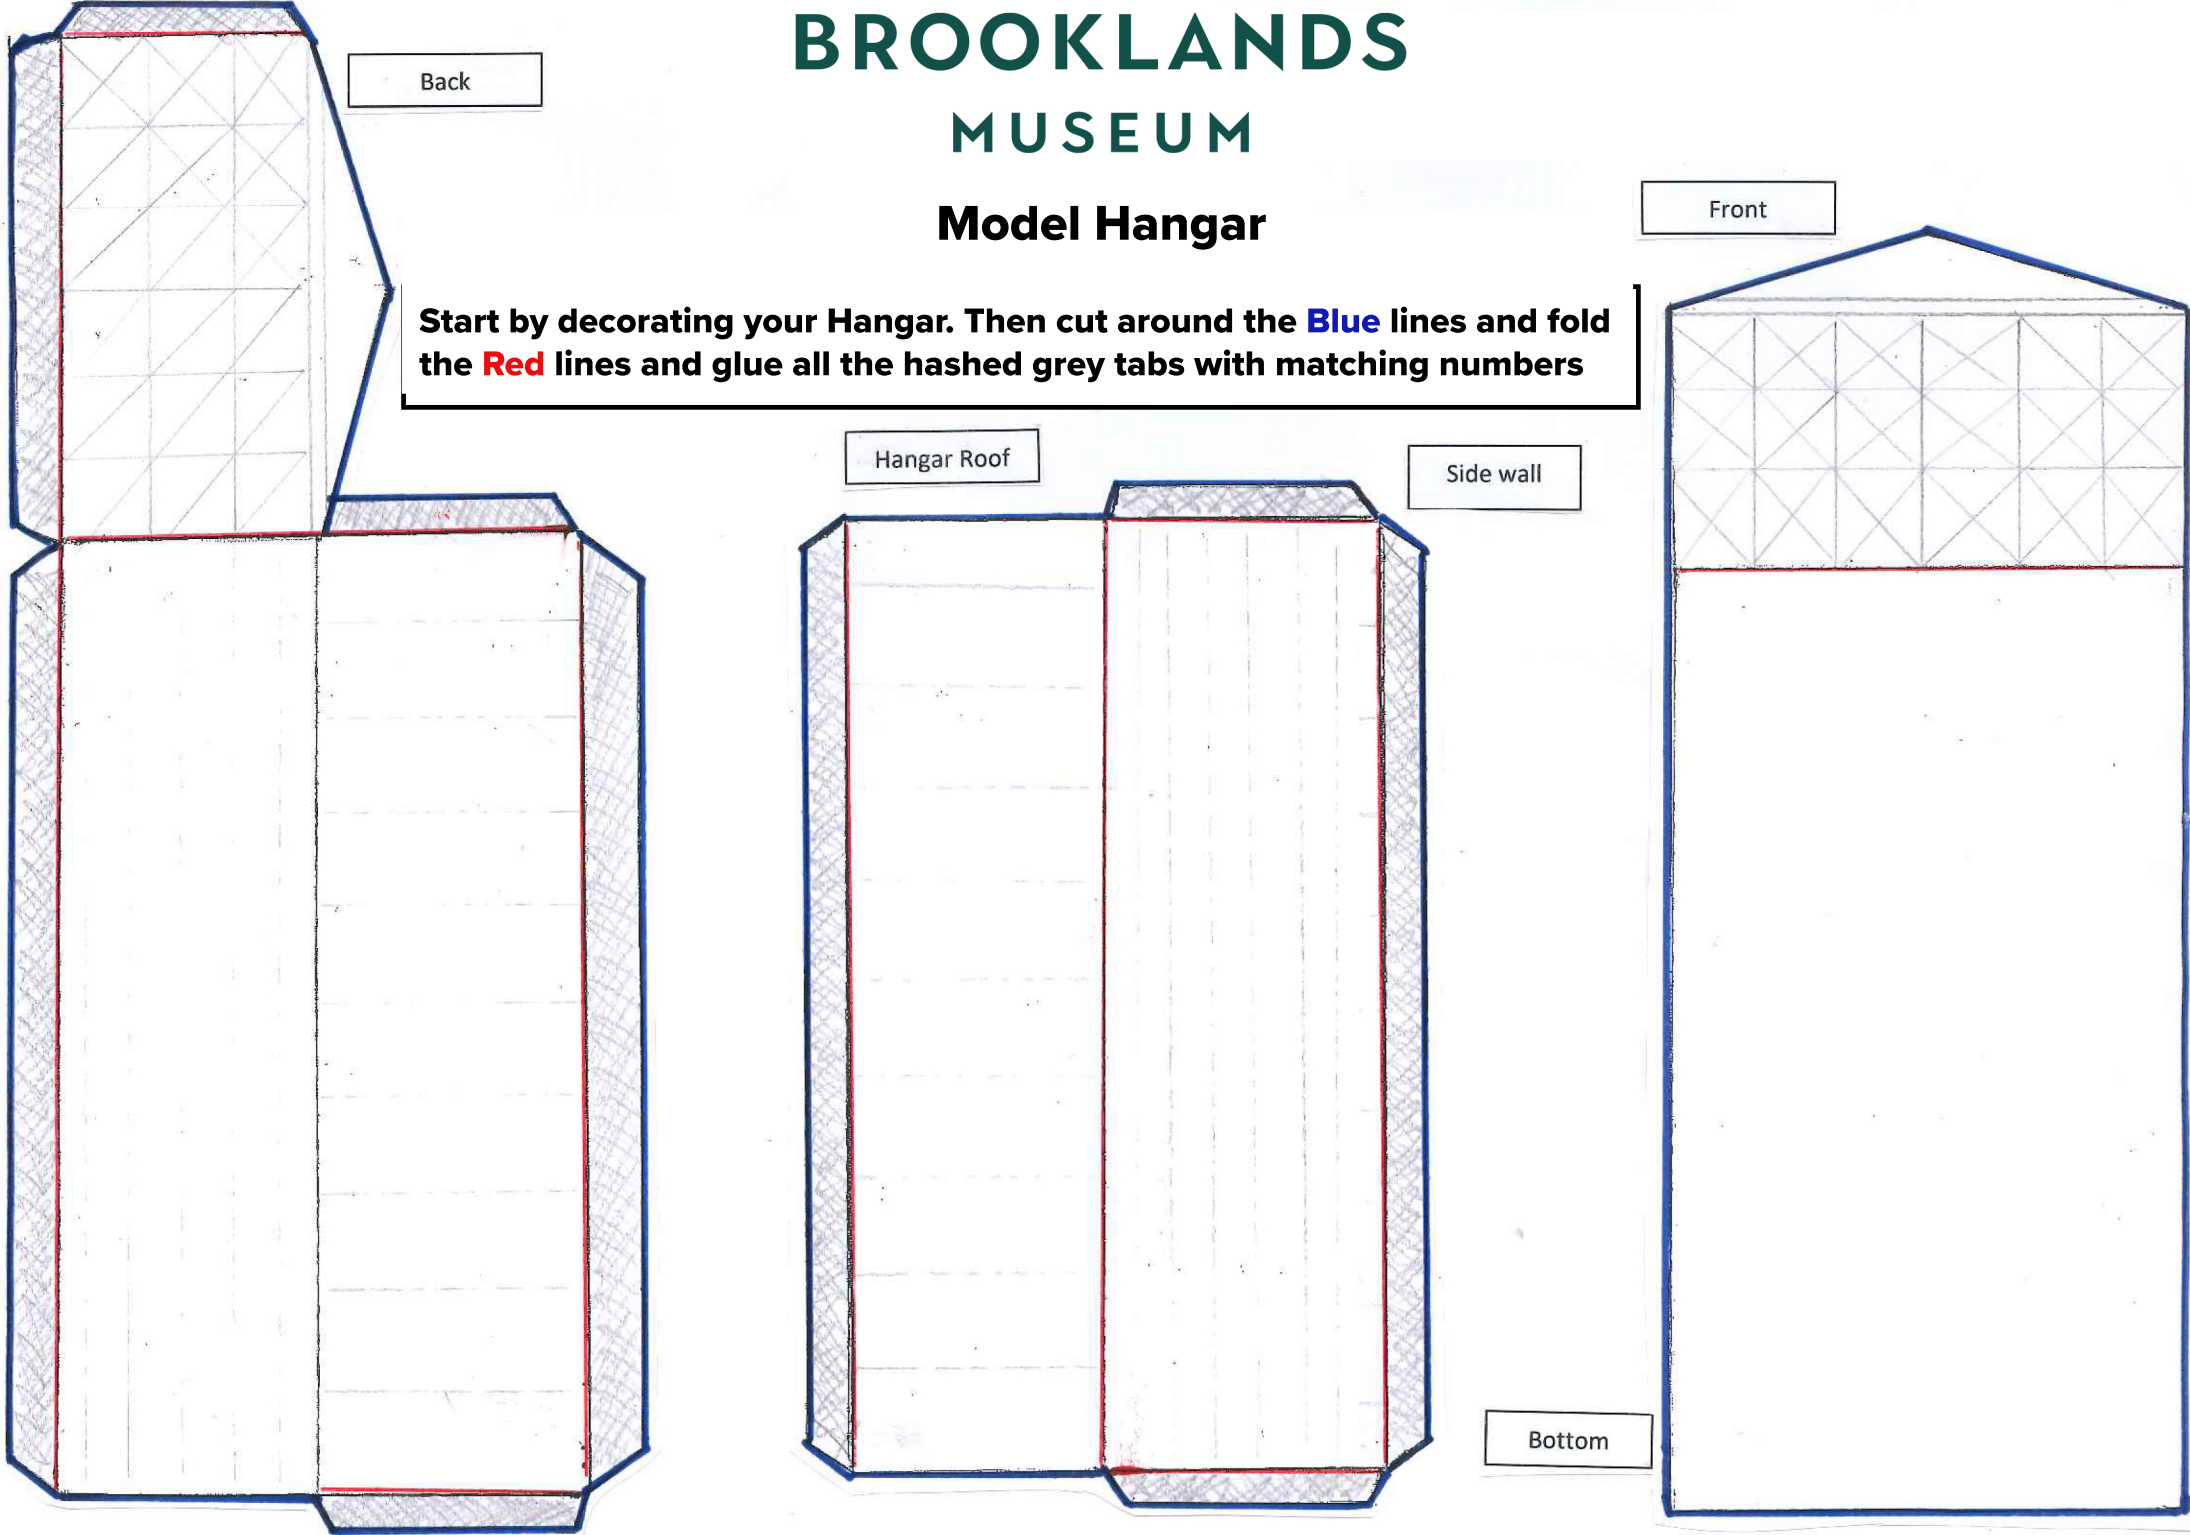 BROOKLANDS
MUSEUM
Back
Model Hangar
Front
Start by decorating your Hangar. Then cut around the Blue lines and fold
the Red lines and glue all the hashed grey tabs with matching numbers
Hangar Roof
Side wall
Bottom